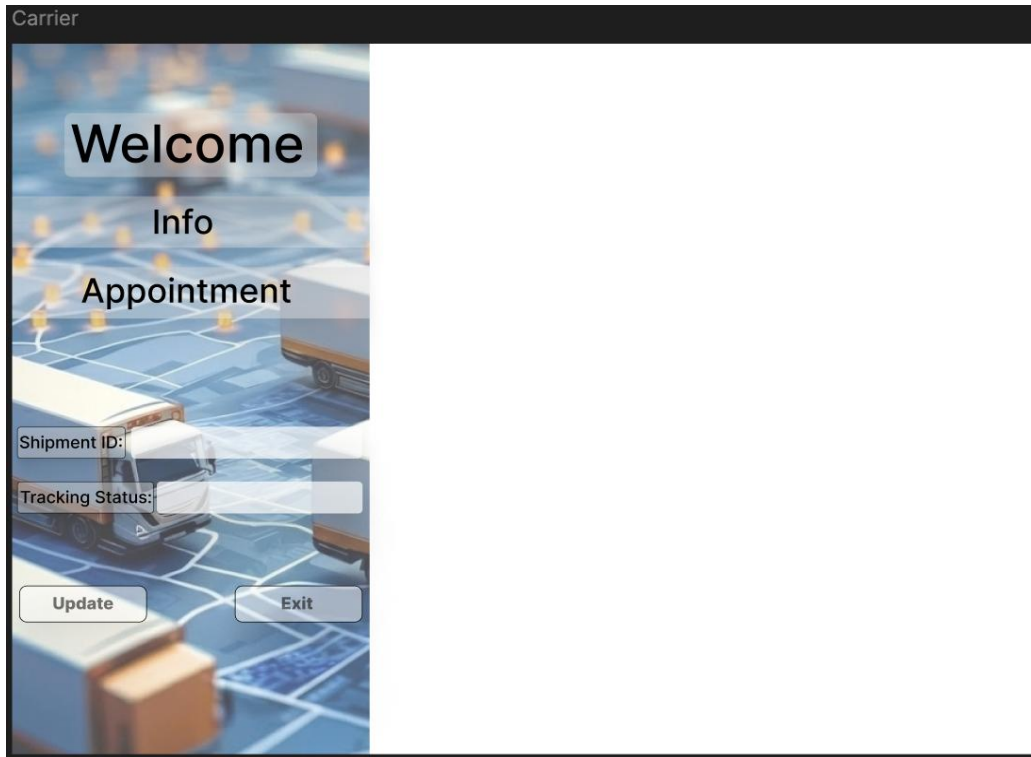 Carrier
Welcome
Info
Appointment
Shipment ID:
Tracking Status:
Update
Exit